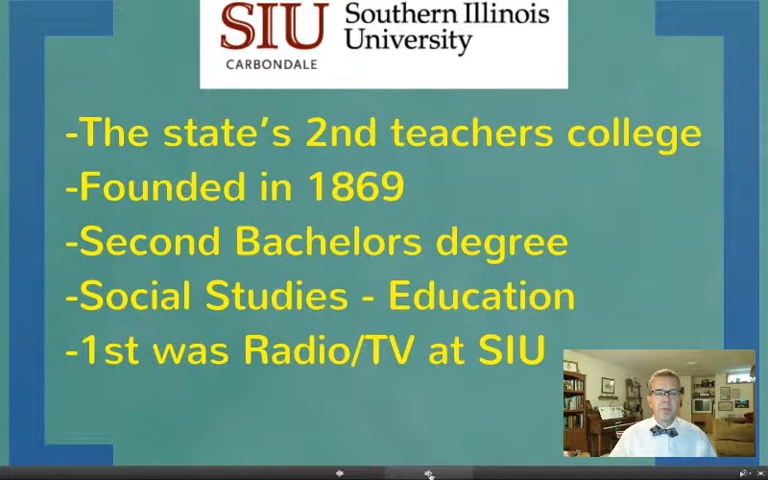 SIU Southern Illinois
University
CARBONDALE
-The state's 2nd teachers college
-Founded in 1869
-Second Bachelors degree
-Social Studies - Education
-1st was Radio/TV at SIU